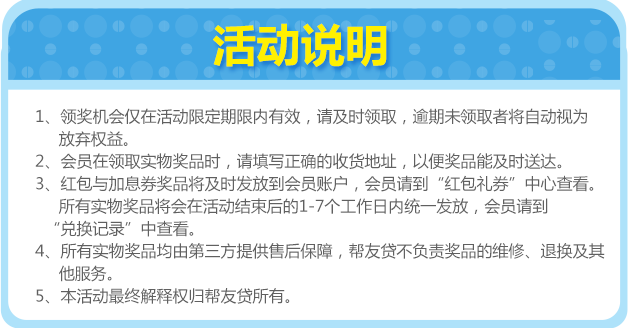 活动说明
1、领奖机会仅在活动限定期限内有效，请及时领取，逾期未领取者将自动视为
放弃权益。
2、会员在领取实物奖品时，请填写正确的收货地址，以便奖品能及时送达。
3、红包与加息券奖品将及时发放到会员账户，会员请到“红包礼券”中心查看。
所有实物奖品将会在活动结束后的1-7个工作日内统一发放，会员请到
“兑换记录”中查看。
4、所有实物奖品均由第三方提供售后保障，帮友贷不负责奖品的维修、退换及其
他服务。
5、本活动最终解释权归帮友贷所有。